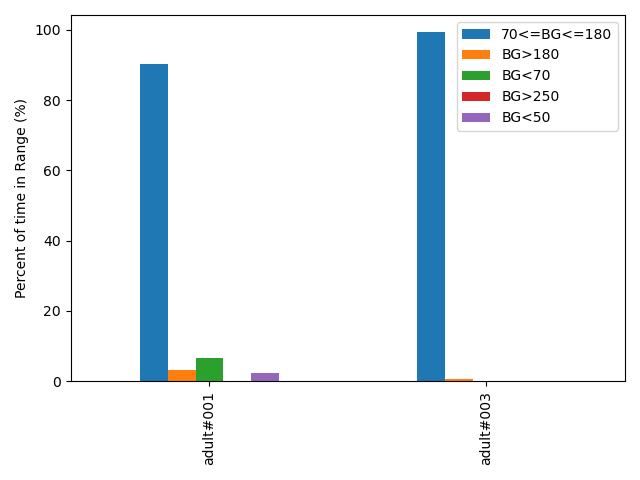 100
80
60
40
20
0
Percent of time in Range (%)
70<=BG<=180
BG>180
BG<70
BG>250
BG<50
adult#001
adult#003